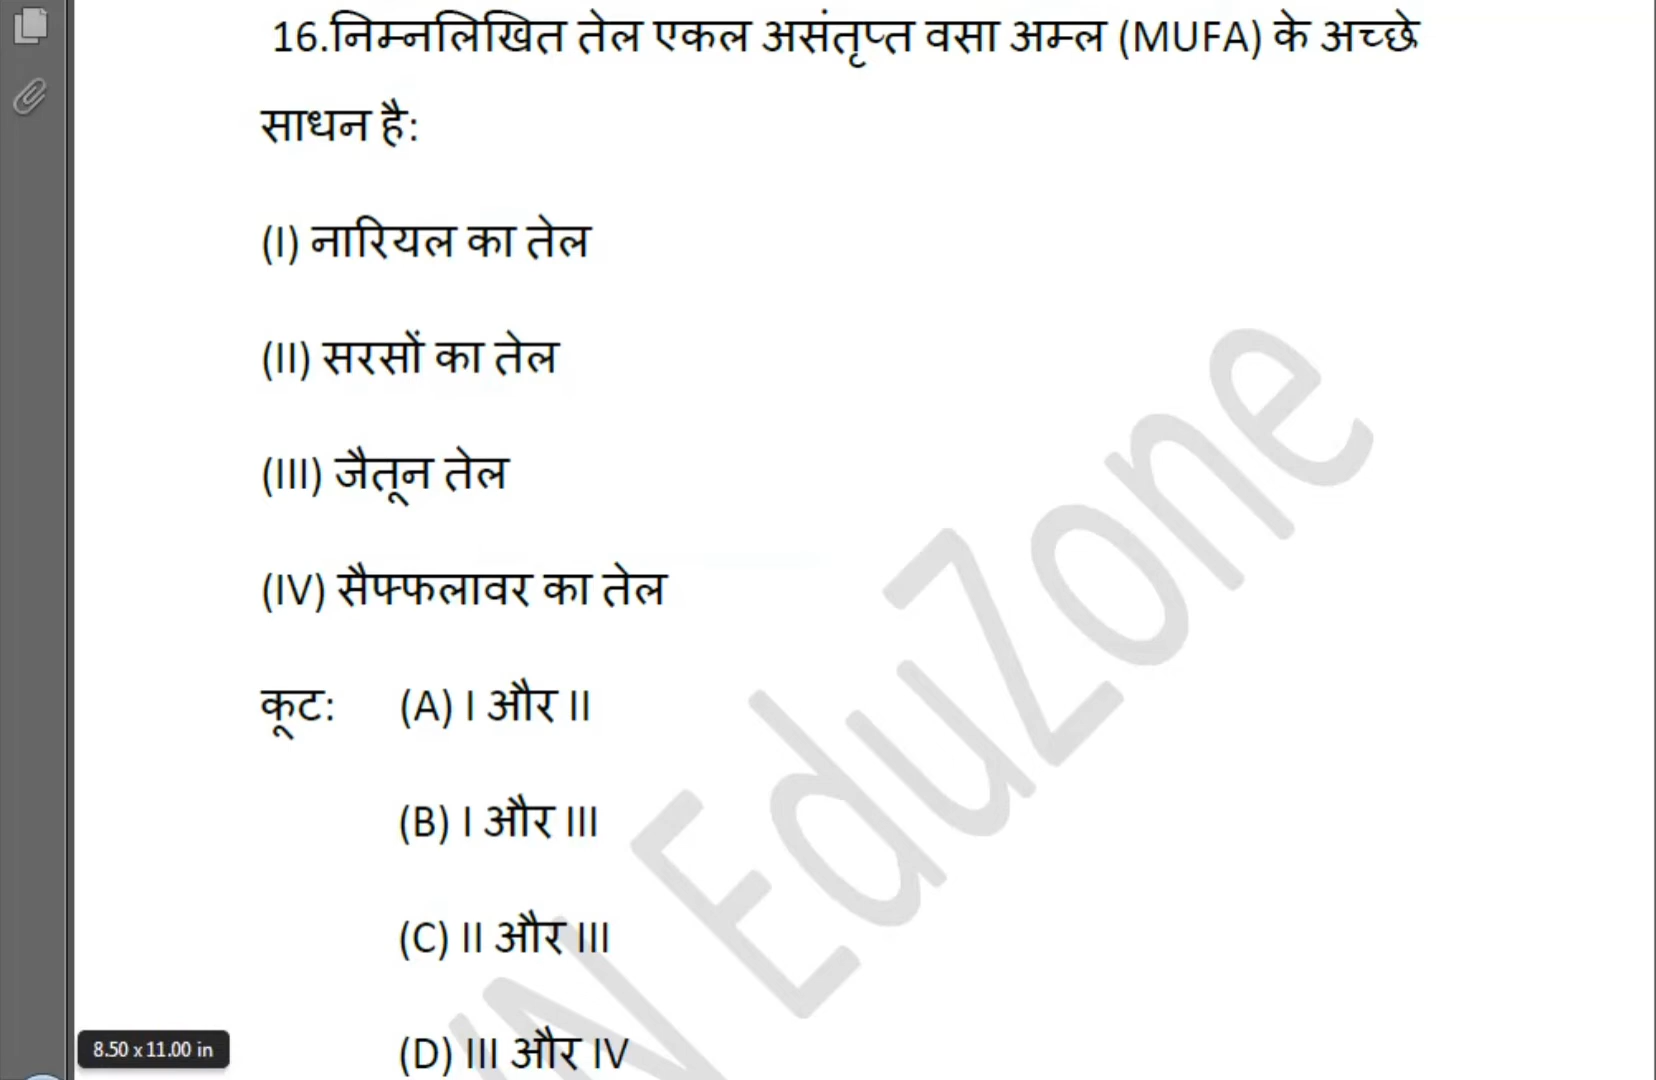 16.निम्नलिखित तेल एकल असंतृप्त वसा अम्ल (MUFA) के अच्छे
साधन है:
(I) नारियल का तेल
(II) सरसों का तेल
(III) जैतून तेल
(IV) सैफ्फलावर का तेल
कूट: (A) I और II
(B) I और III
(C) II और III
(D) III और IV
EduZone
8.50 x 11.00 in